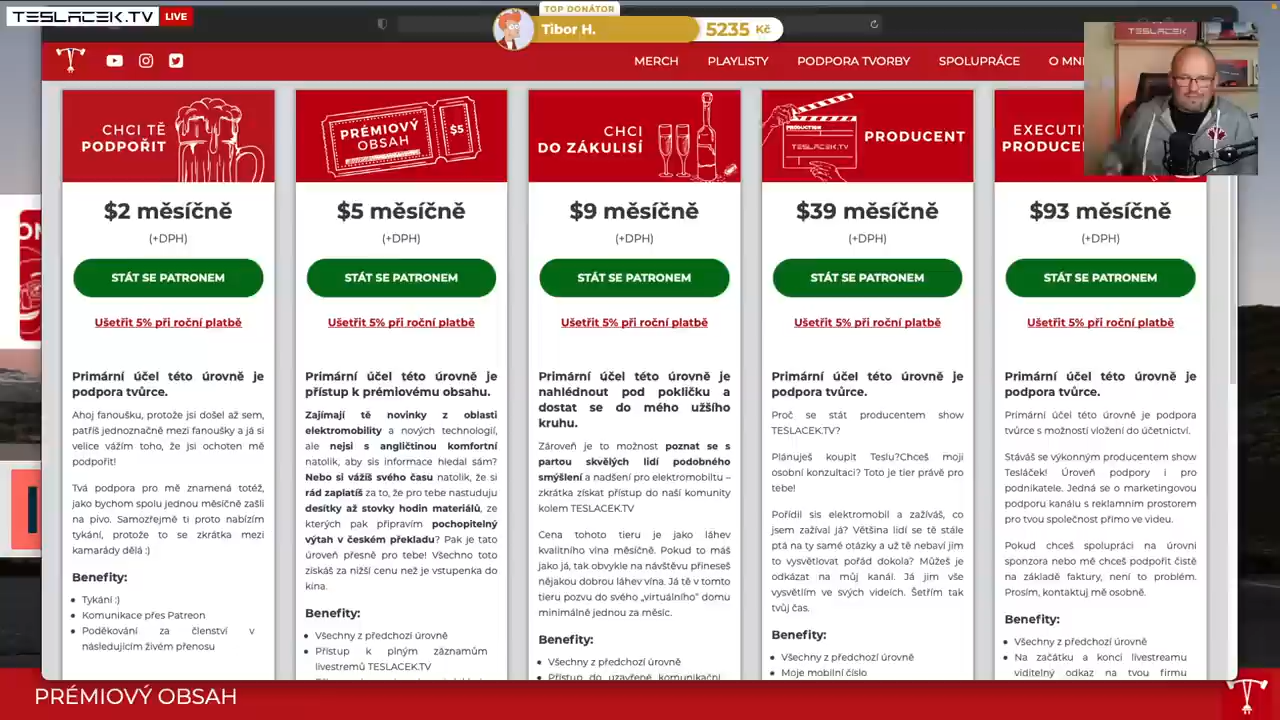 TESLACEK.TV LIVE
TOP DONÁTOR
Tibor H. 5235 Kč
MERCH PLAYLISTY PODPORA TVORBY SPOLUPRÁCE O MNĚ
TESLACEK
CHCI TĚ
PODPOŘIT
$2 měsíčně
(+DPH)
STÁT SE PATRONEM
Ušetřit 5% při roční platbě
Primární účel této úrovně je
podpora tvůrce.
Ahoj fanoušku, protože jsi došel až sem,
patříš jednoznačně mezi fanoušky a já si
velice vážím toho, že jsi ochoten mě
podpořit!
Tvá podpora pro mě znamená totéž,
jako bychom spolu jednou měsíčně zašli
na pivo. Samozřejmě ti proto nabízím
tykání, protože to se zkrátka mezi
kamarády dělá :)
Benefity:
Tykání :)
Komunikace přes Patreon
Poděkování za členství v
následujícím živém přenosu
PRÉMIOVÝ
OBSAH
$5
$5 měsíčně
(+DPH)
STÁT SE PATRONEM
Ušetřit 5% při roční platbě
Primární účel této úrovně je
přístup k prémiovému obsahu.
Zajímají tě novinky z oblasti
elektromobility a nových technologií,
ale nejsi s angličtinou komfortní
natolik, aby sis informace hledal sám?
Nebo si vážíš svého času natolik, že si
rád zaplatíš za to, že pro tebe nastuduju
desítky až stovky hodin materiálů, ze
kterých pak připravím pochopitelný
výtah v českém překladu? Pak je tato
úroveň přesně pro tebe! Všechno toto
získáš za nižší cenu než je vstupenka do
kina.
Benefity:
Všechny z předchozí úrovně
Přístup k plným záznamům
livestremů TESLACEK.TV
CHCI
DO ZÁKULISÍ
$9 měsíčně
(+DPH)
STÁT SE PATRONEM
Ušetřit 5% při roční platbě
Primární účel této úrovně je
nahlédnout pod pokličku a
dostat se do mého užšího
kruhu.
Zároveň je to možnost poznat se s
partou skvělých lidí podobného
smýšlení a nadšení pro elektromobiltu –
zkrátka získat přístup do naší komunity
kolem TESLACEK.TV
Cena tohoto tieru je jako láhev
kvalitního vína měsíčně. Pokud to máš
jako já, tak obvykle na návštěvu přineseš
nějakou dobrou láhev vína. Já tě v tomto
tieru pozvu do svého „virtuálního" domu
minimálně jednou za měsíc.
Benefity:
Všechny z předchozí úrovně
Přístup do uzavřené komunikační
PRODUCTION
TESLACEK.TV
PRODUCENT
$39 měsíčně
(+DPH)
STÁT SE PATRONEM
Ušetřit 5% při roční platbě
Primární účel této úrovně je
podpora tvůrce.
Proč se stát producentem show
TESLACEK.TV?
Plánuješ koupit Teslu?Chceš moji
osobní konzultaci? Toto je tier právě pro
tebe!
Pořídil sis elektromobil a zažíváš, co
jsem zažíval já? Většina lidí se tě stále
ptá na ty samé otázky a už tě nebaví jim
to vysvětlovat pořád dokola? Můžeš je
odkázat na můj kanál. Já jim vše
vysvětlím ve svých videích. Šetřím tak
tvůj čas.
Benefity:
Všechny z předchozí úrovně
Moje mobilní číslo
$93 měsíčně
(+DPH)
STÁT SE PATRONEM
Ušetřit 5% při roční platbě
Primární účel této úrovně je
podpora tvůrce.
Primární účel této úrovně je podpora
tvůrce s možností vložení do účetnictví.
Stáváš se výkonným producentem show
Tesláček! Úroveň podpory i pro
podnikatele. Jedná se o marketingovou
podporu kanálu s reklamním prostorem
pro tvou společnost přímo ve videu.
Pokud chceš spolupráci na úrovni
sponzora nebo mě chceš podpořit čistě
na základě faktury, není to problém.
Prosím, kontaktuj mě osobně.
Benefity:
Všechny z předchozí úrovně
Na začátku a konci livestreamu
viditelný odkaz na tvou firmu
PRÉMIOVÝ OBSAH